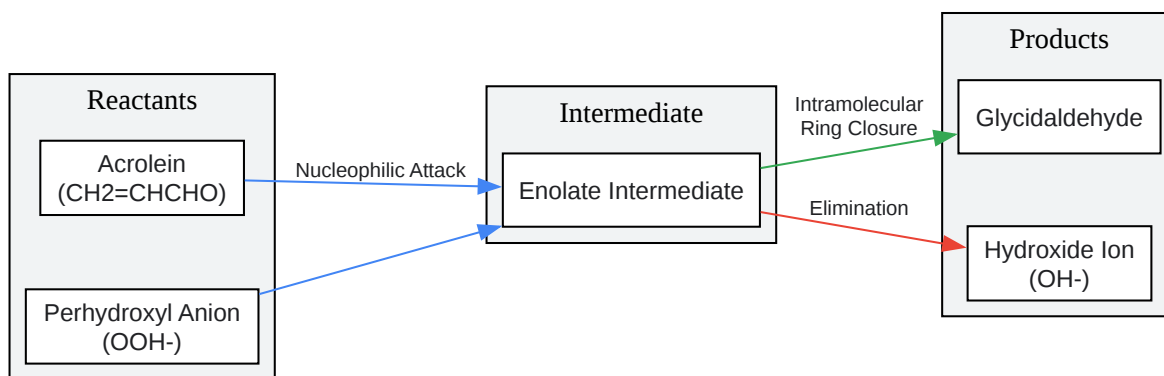 Reactants
Acrolein
(CH2=CHCHO)
Perhydroxyl Anion
(OOH-)
Nucleophilic Attack
Intermediate
Enolate Intermediate
Intramolecular
Ring Closure
Elimination
Products
Glycidaldehyde
Hydroxide Ion
(OH-)